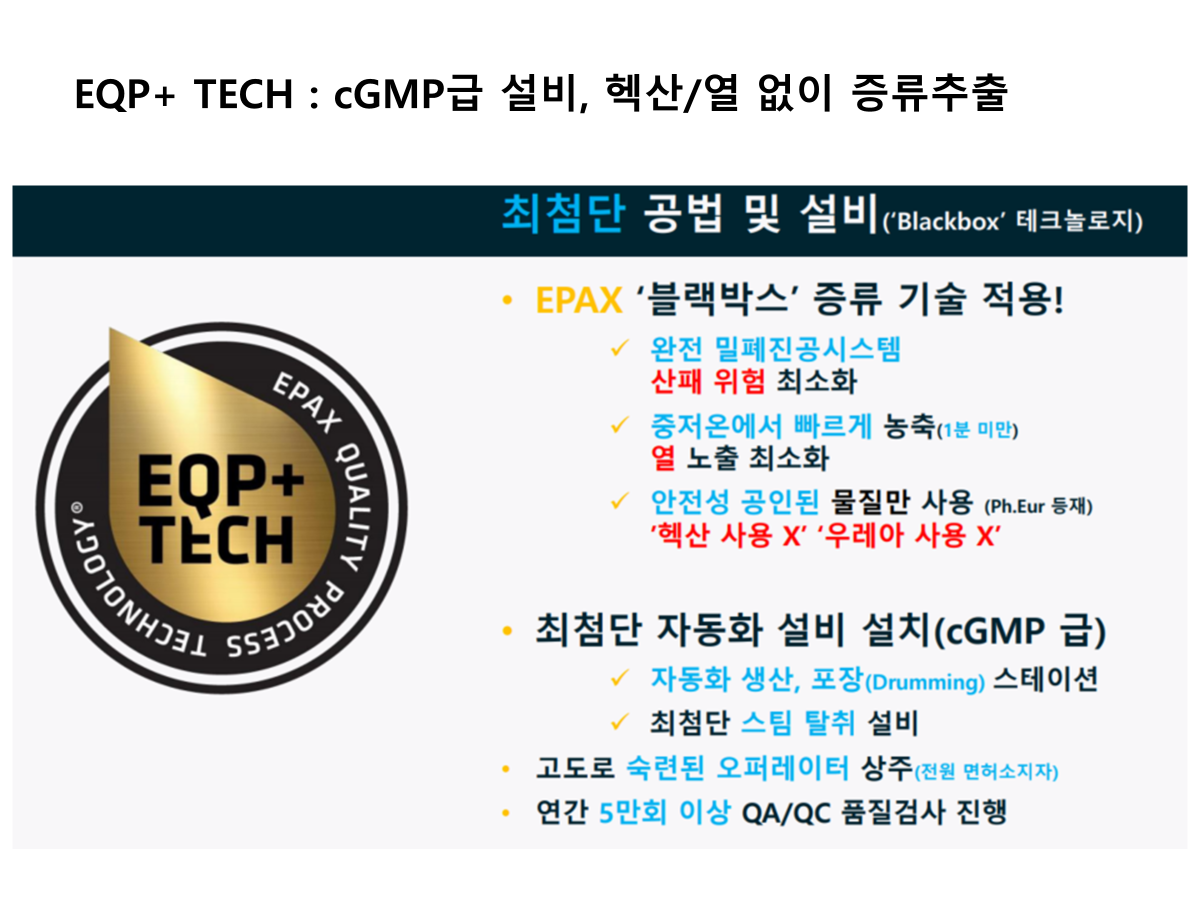 EQP+ TECH : cGMP급 설비, 헥산/열 없이 증류추출
최첨단 공법 및 설비(‘Blackbox’ 테크놀로지)
EPAX QUALITY PROCESS TECHNOLOGY®
EQP+
TECH
• EPAX ‘블랙박스’ 증류 기술 적용!
✓ 완전 밀폐진공시스템
산패 위험 최소화
✓ 중저온에서 빠르게 농축(1분 미만)
열 노출 최소화
✓ 안전성 공인된 물질만 사용 (Ph.Eur 등재)
’헥산 사용 X’ ‘우레아 사용 X’
• 최첨단 자동화 설비 설치(cGMP 급)
✓ 자동화 생산, 포장(Drumming) 스테이션
✓ 최첨단 스팀 탈취 설비
• 고도로 숙련된 오퍼레이터 상주(전원 면허소지자)
• 연간 5만회 이상 QA/QC 품질검사 진행